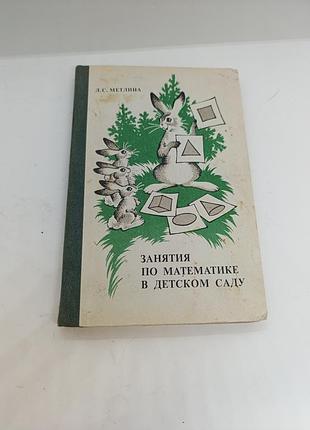 Л.С. МЕТЛИНА
ЗАНЯТИЯ
ПО МАТЕМАТИКЕ
В ДЕТСКОМ САДУ